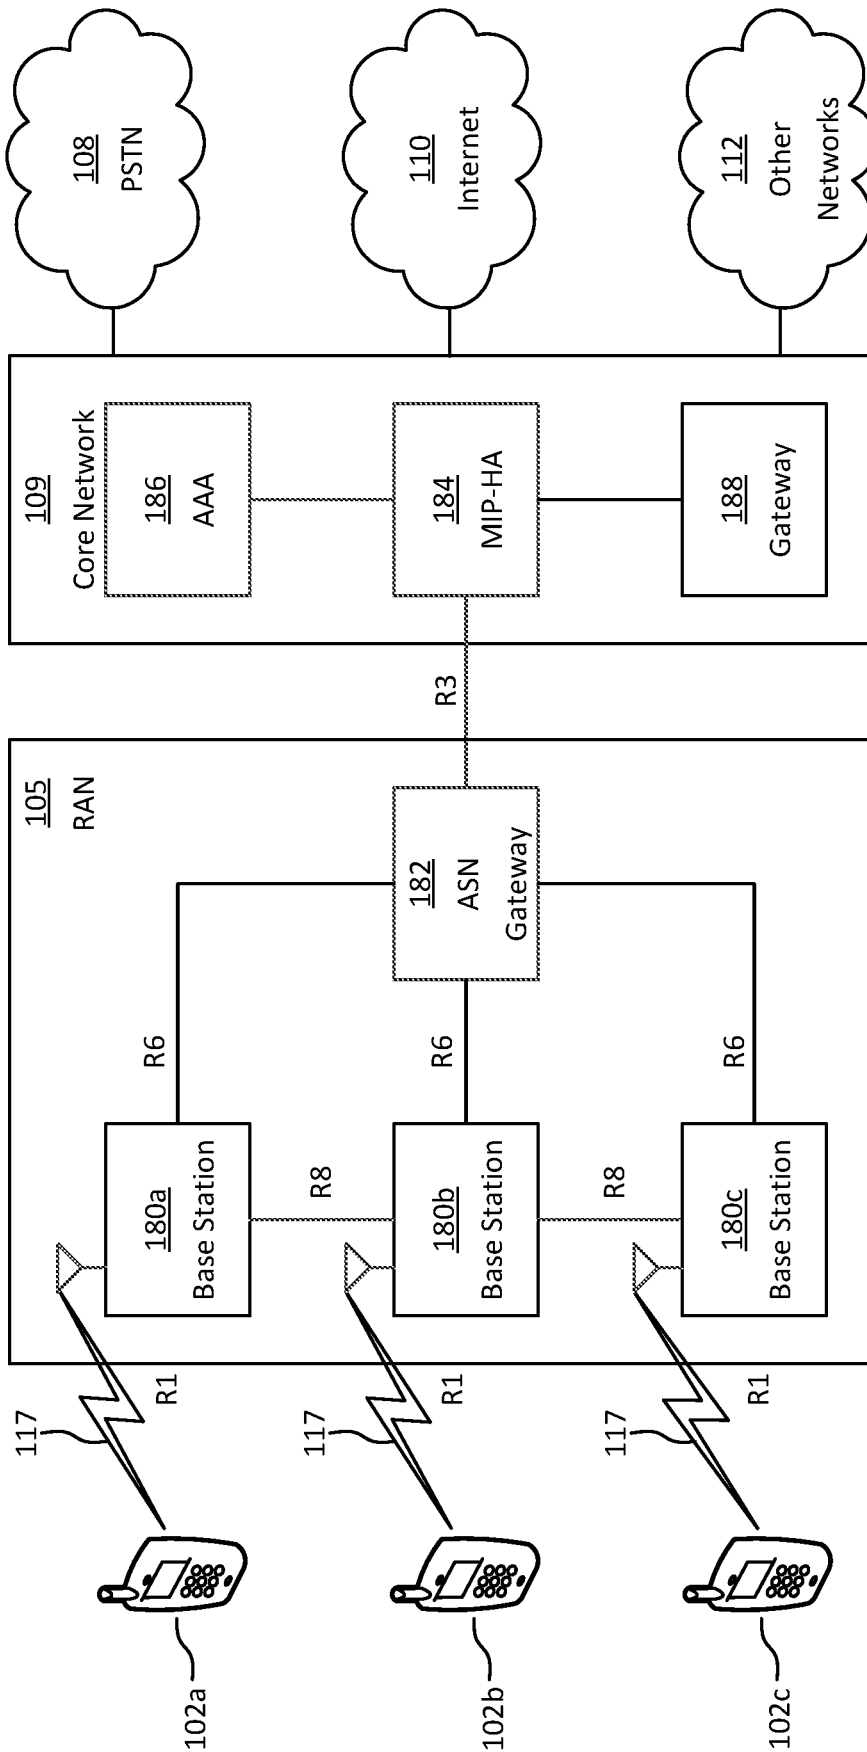 102a
117
R1
180a
Base Station
R6
105
RAN
109
Core Network
186
AAA
108
PSTN
R8
102b
117
R1
180b
Base Station
R6
182
ASN
Gateway
R3
184
MIP-HA
110
Internet
R8
102c
117
R1
180c
Base Station
R6
188
Gateway
112
Other
Networks